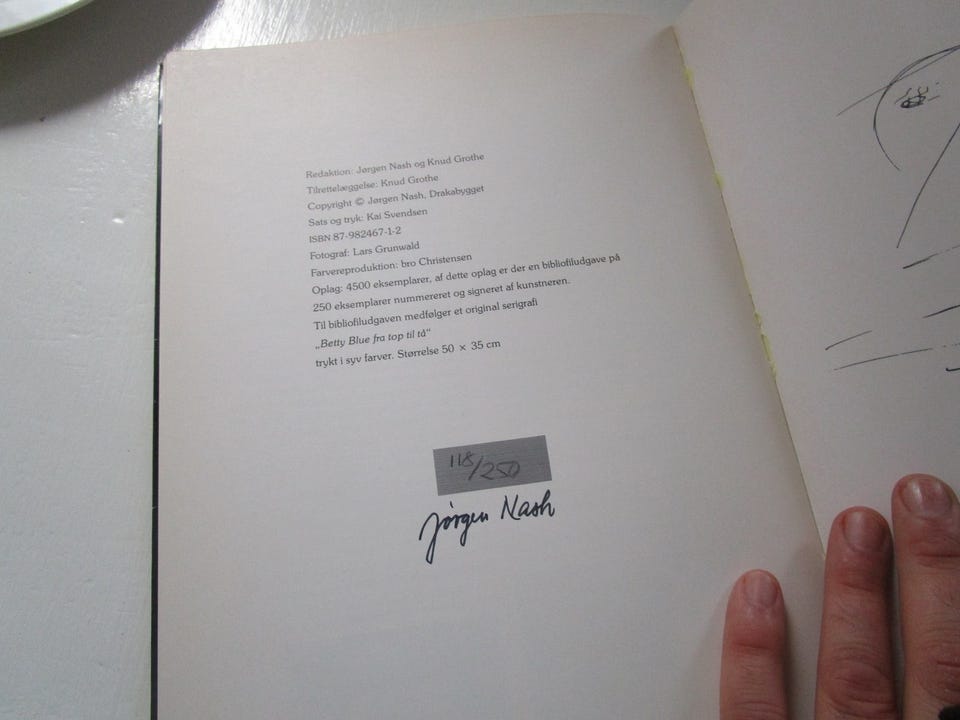 Redaktion: Jørgen Nash og Knud Grothe
Tilrettelæggelse: Knud Grothe
Copyright © Jørgen Nash, Drakabygget
Sats og tryk: Kai Svendsen
ISBN 87-982467-1-2
Fotograf: Lars Grunwald
Farvereproduktion: bro Christensen
Oplag: 4500 eksemplarer, af dette oplag er der en bibliofiludgave på
250 eksemplarer nummereret og signeret af kunstneren.
Til bibliofiludgaven medfølger et original serigrafi
„Betty Blue fra top til tå“
trykt i syv farver. Størrelse 50 × 35 cm
118/250
Jørgen Nash